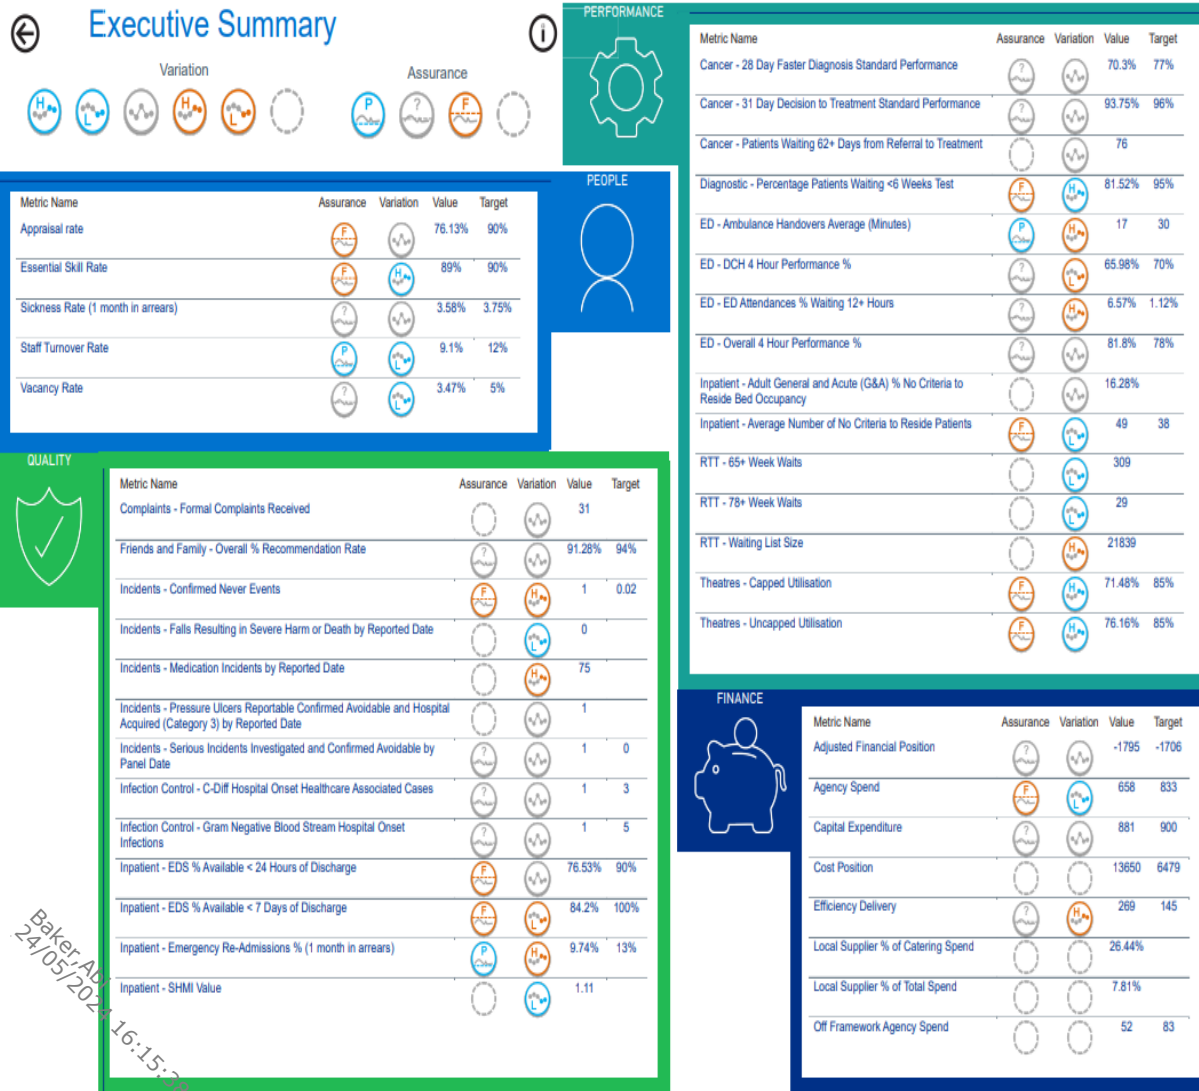 Executive Summary
Variation
Assurance
H
L
H
L
P
?
F
PEOPLE
Metric Name Assurance Variation Value Target
Appraisal rate F 76.13% 90%
Essential Skill Rate F H 89% 90%
Sickness Rate (1 month in arrears) ? 3.58% 3.75%
Staff Turnover Rate P L 9.1% 12%
Vacancy Rate ? L 3.47% 5%
QUALITY
Metric Name Assurance Variation Value Target
Complaints - Formal Complaints Received 31
Friends and Family - Overall % Recommendation Rate ? 91.28% 94%
Incidents - Confirmed Never Events F H 1 0.02
Incidents - Falls Resulting in Severe Harm or Death by Reported Date L 0
Incidents - Medication Incidents by Reported Date H 75
Incidents - Pressure Ulcers Reportable Confirmed Avoidable and Hospital 1
Acquired (Category 3) by Reported Date
Incidents - Serious Incidents Investigated and Confirmed Avoidable by ? 1 0
Panel Date
Infection Control - C-Diff Hospital Onset Healthcare Associated Cases ? 1 3
Infection Control - Gram Negative Blood Stream Hospital Onset ? 1 5
Infections
Inpatient - EDS % Available < 24 Hours of Discharge F 76.53% 90%
Inpatient - EDS % Available < 7 Days of Discharge F L 84.2% 100%
Inpatient - Emergency Re-Admissions % (1 month in arrears) P H 9.74% 13%
Inpatient - SHMI Value L 1.11
PERFORMANCE
Metric Name Assurance Variation Value Target
Cancer - 28 Day Faster Diagnosis Standard Performance ? 70.3% 77%
Cancer - 31 Day Decision to Treatment Standard Performance ? 93.75% 96%
Cancer - Patients Waiting 62+ Days from Referral to Treatment 76
Diagnostic - Percentage Patients Waiting <6 Weeks Test F H 81.52% 95%
ED - Ambulance Handovers Average (Minutes) P H 17 30
ED - DCH 4 Hour Performance % ? L 65.98% 70%
ED - ED Attendances % Waiting 12+ Hours ? H 6.57% 1.12%
ED - Overall 4 Hour Performance % ? 81.8% 78%
Inpatient - Adult General and Acute (G&A) % No Criteria to 16.28%
Reside Bed Occupancy
Inpatient - Average Number of No Criteria to Reside Patients F L 49 38
RTT - 65+ Week Waits L 309
RTT - 78+ Week Waits L 29
RTT - Waiting List Size H 21839
Theatres - Capped Utilisation F H 71.48% 85%
Theatres - Uncapped Utilisation F H 76.16% 85%
FINANCE
Metric Name Assurance Variation Value Target
Adjusted Financial Position ? -1795 -1706
Agency Spend F L 658 833
Capital Expenditure ? 881 900
Cost Position 13650 6479
Efficiency Delivery ? H 269 145
Local Supplier % of Catering Spend 26.44%
Local Supplier % of Total Spend 7.81%
Off Framework Agency Spend 52 83
Baker, Abi
24/05/2024 16:15:38